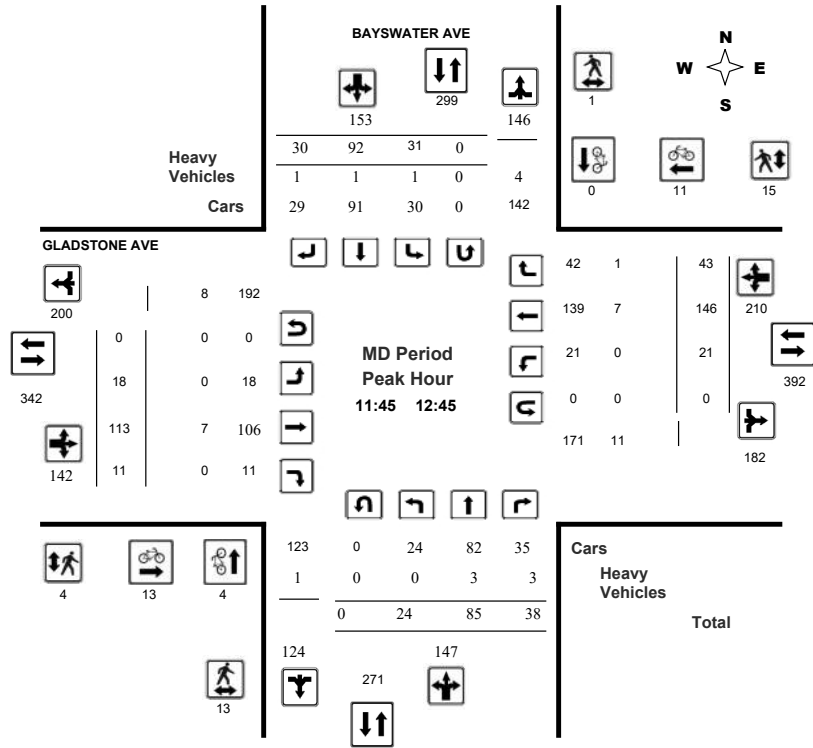 BAYSWATER AVE
N
W E
S
299
1
153 146
30 92 31 0
Heavy
Vehicles
1 1 1 0 4
0 11 15
Cars 29 91 30 0 142
GLADSTONE AVE
42 1 43
200 8 192
139 7 146 210
0 0 0
MD Period
21 0 21
Peak Hour
18 0 18
392
342
11:45 12:45
0 0 0
113 7 106
171 11
182
142 11 0 11
123 0 24 82 35 Cars
1 0 0 3 3 Heavy
Vehicles
4 13 4
0 24 85 38 Total
124 147
271
13